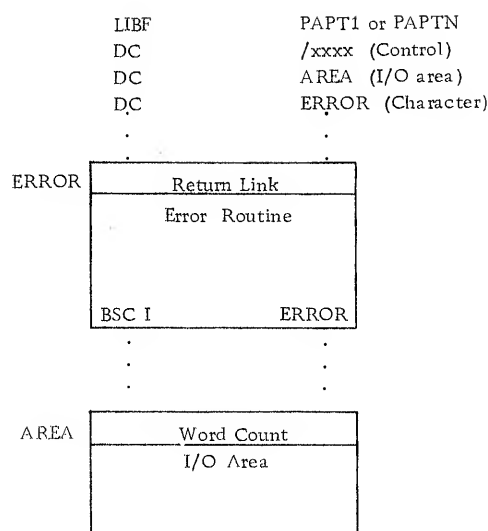 LIBF PAPT1 or PAPTN
DC /xxxx (Control)
DC AREA (I/O area)
DC ERROR (Character)
ERROR Return Link
Error Routine
BSC I ERROR
AREA Word Count
I/O Area